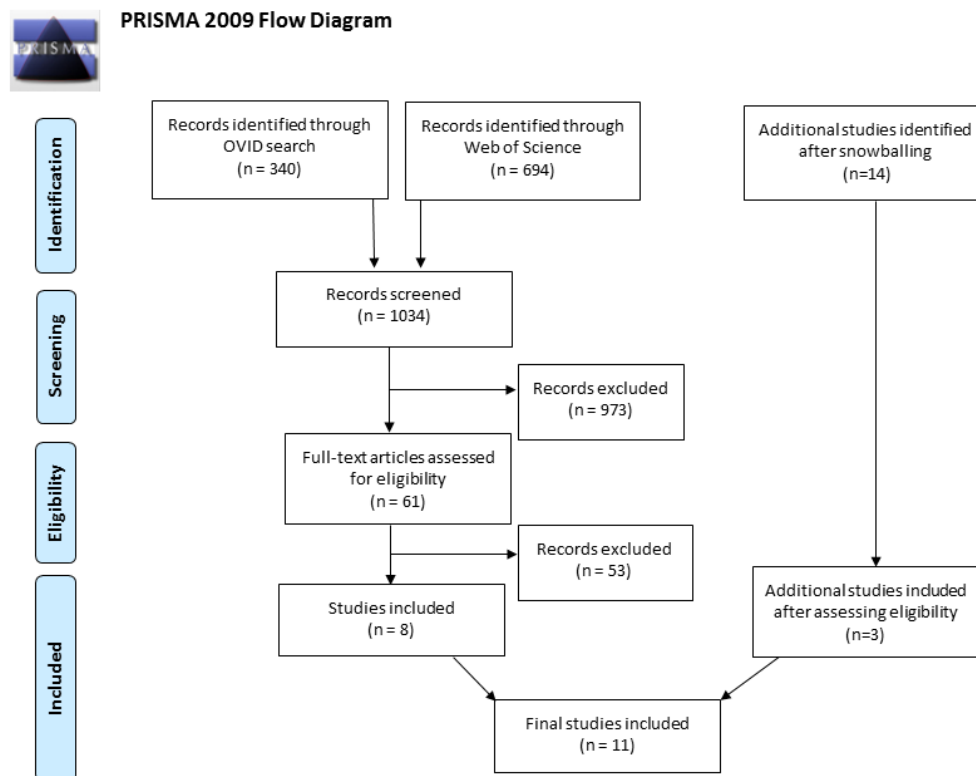 PRISMA 2009 Flow Diagram
PRISMA
Identification
Records identified through
OVID search
(n = 340)
Records identified through
Web of Science
(n = 694)
Additional studies identified
after snowballing
(n=14)
Screening
Records screened
(n = 1034)
Records excluded
(n = 973)
Eligibility
Full-text articles assessed
for eligibility
(n = 61)
Records excluded
(n = 53)
Included
Studies included
(n = 8)
Additional studies included
after assessing eligibility
(n=3)
Final studies included
(n = 11)